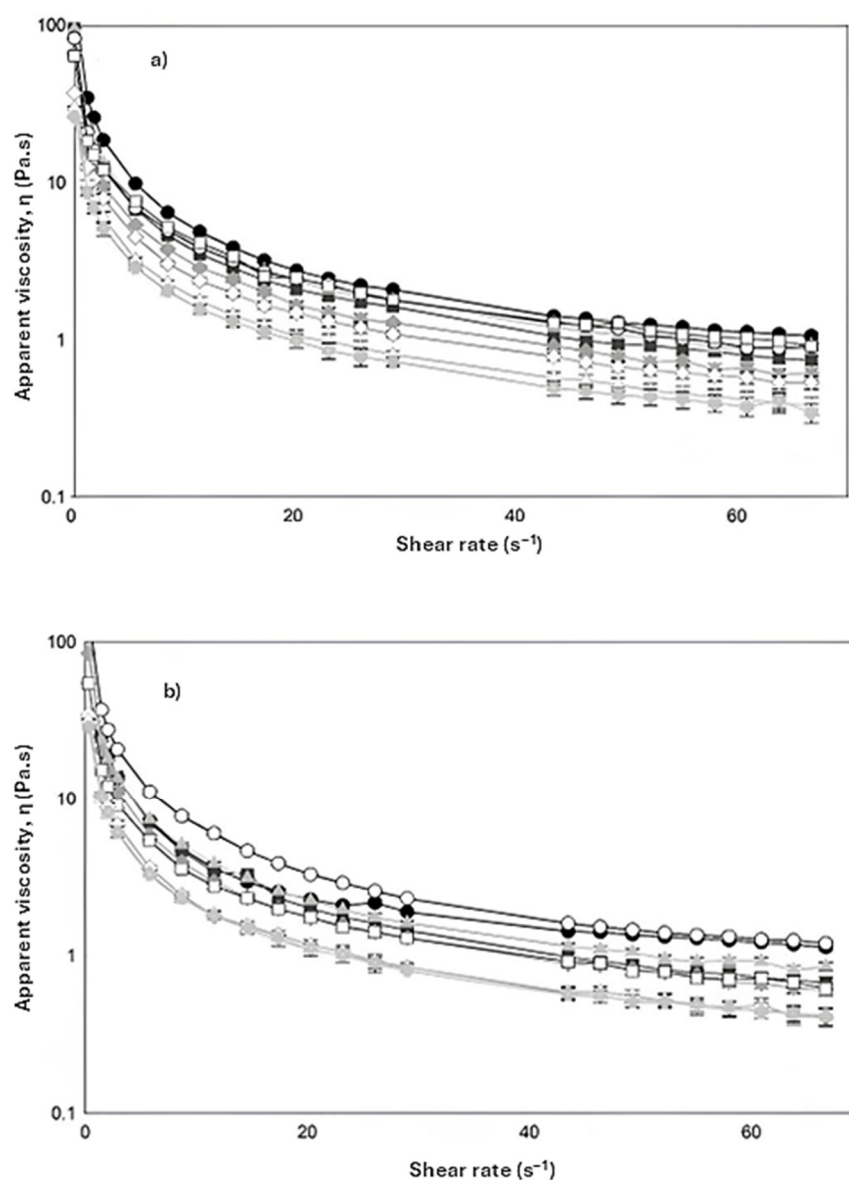 100
a)
10
1
0.1
Apparent viscosity, η (Pa.s)
0
20
40
60
Shear rate (s⁻¹)
100
b)
10
1
0.1
Apparent viscosity, η (Pa.s)
0
20
40
60
Shear rate (s⁻¹)